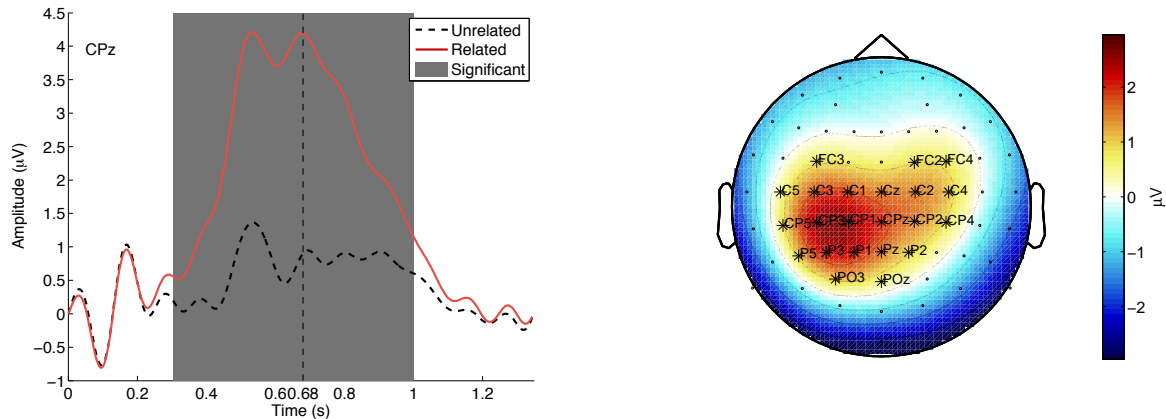 4.5
4
3.5
3
2.5
2
1.5
1
0.5
0
−0.5
−1
Amplitude (µV)
CPz
Unrelated
Related
Significant
0 0.2 0.4 0.60.68 0.8 1 1.2
Time (s)
FC3 FC2 FC4
C5 C3 C1 Cz C2 C4
CP5 CP3 CP1 CPz CP2 CP4
P5 P3 P1 Pz P2
PO3 POz
2
1
0
−1
−2
µV